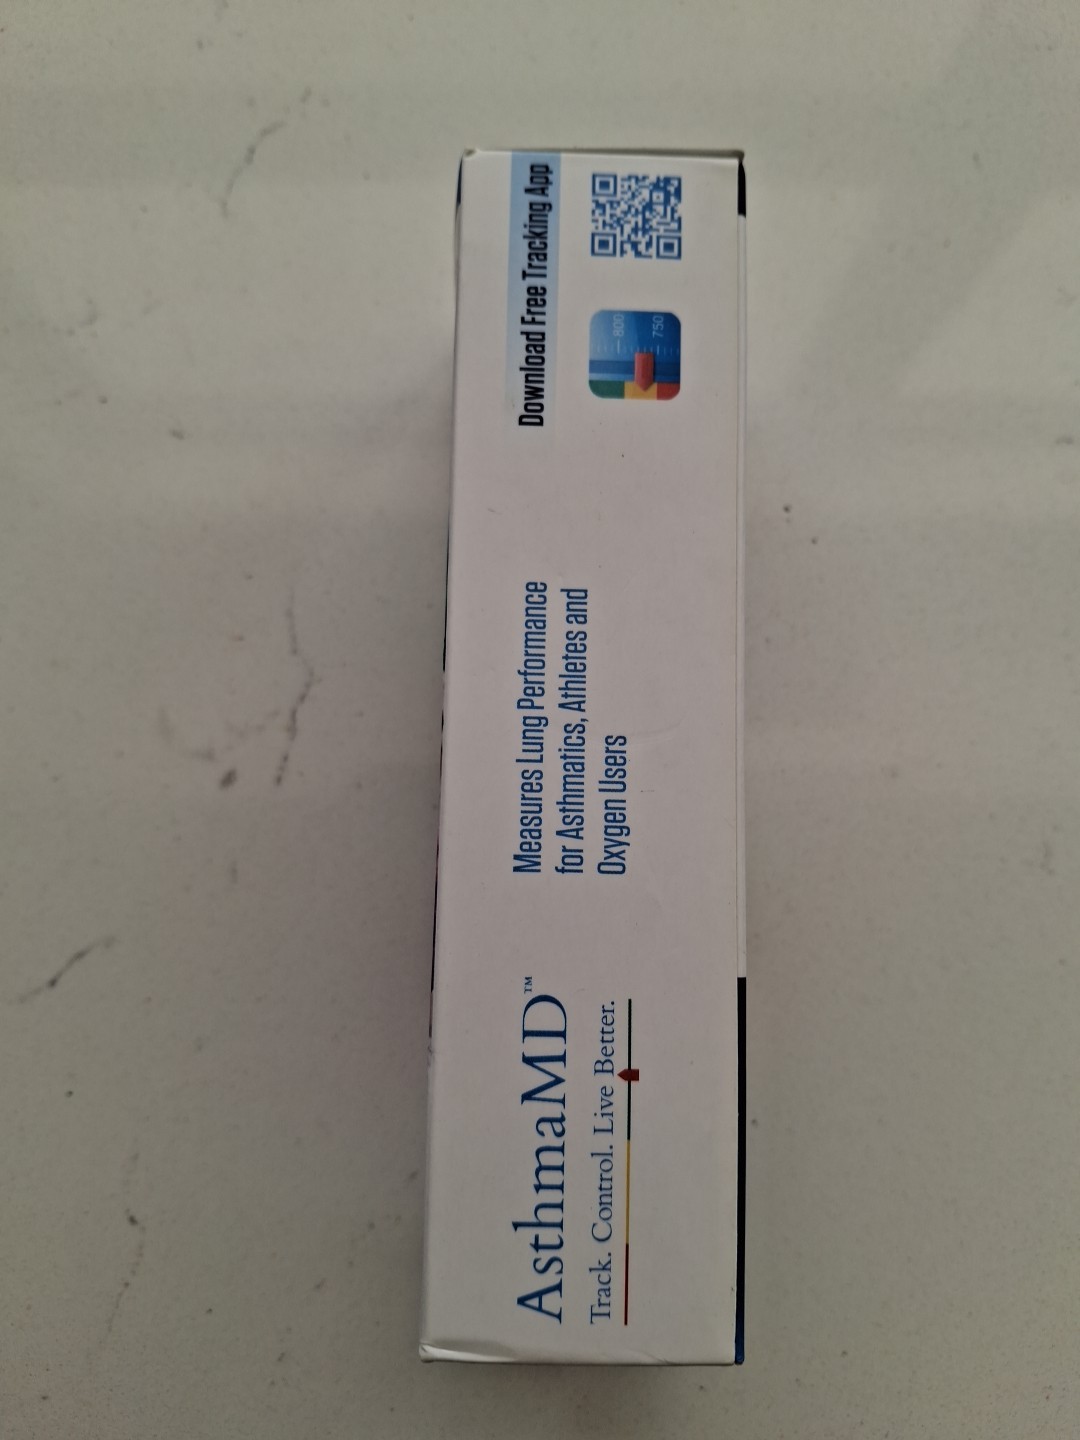 AsthmaMD™
Track. Control. Live Better.
Measures Lung Performance
for Asthmatics, Athletes and
Oxygen Users
Download Free Tracking App
800
750